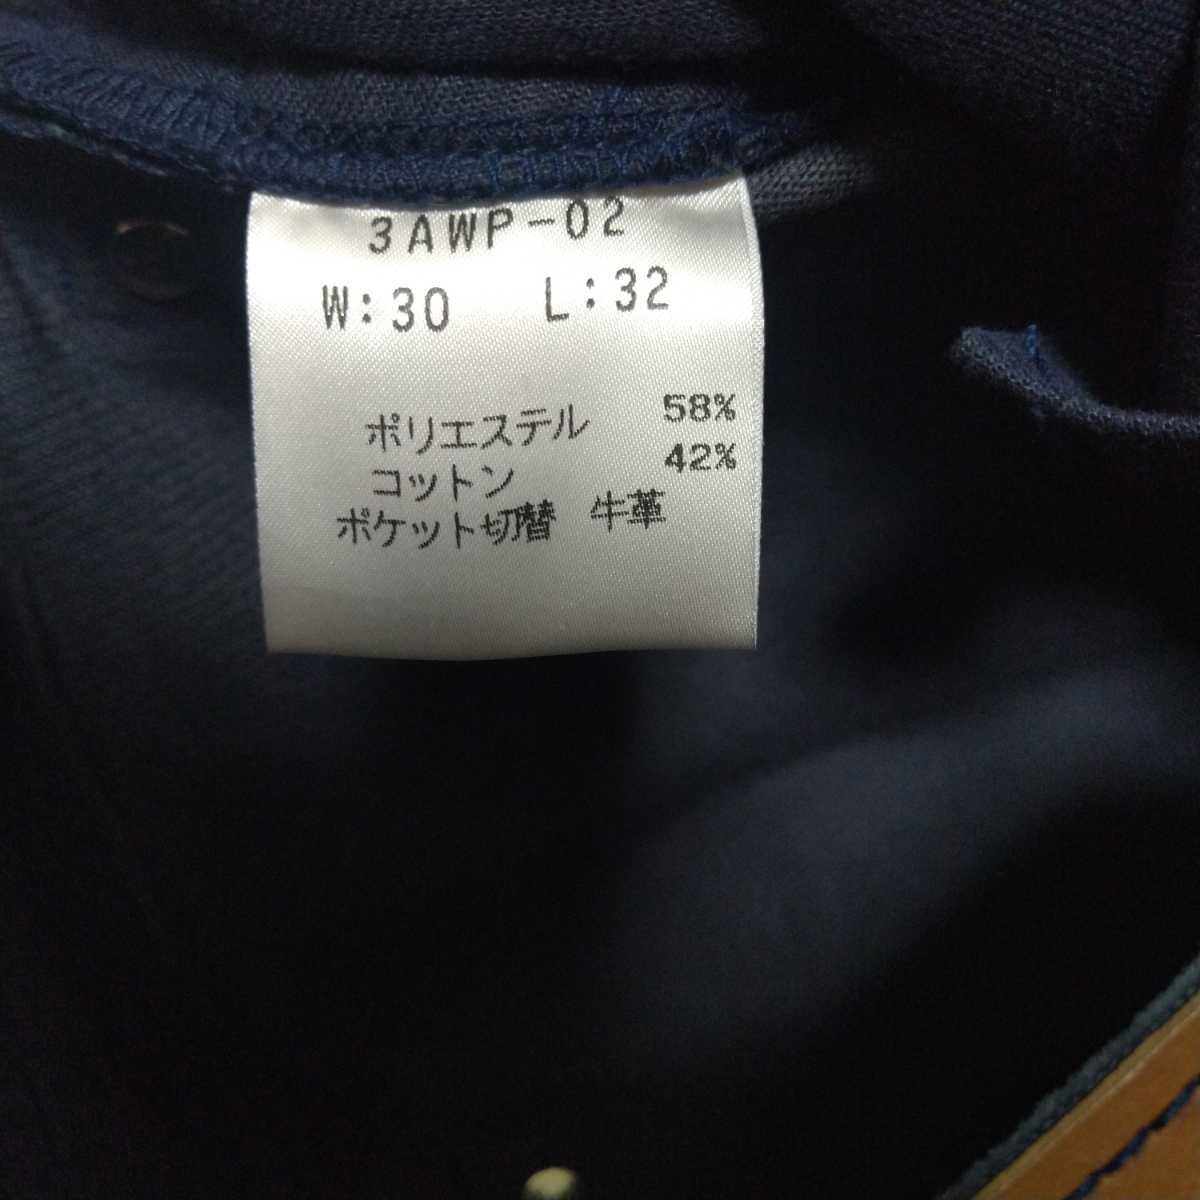 3AWP-02
W:30 L:32
ポリエステル 58%
コットン 42%
ポケット切替 牛革